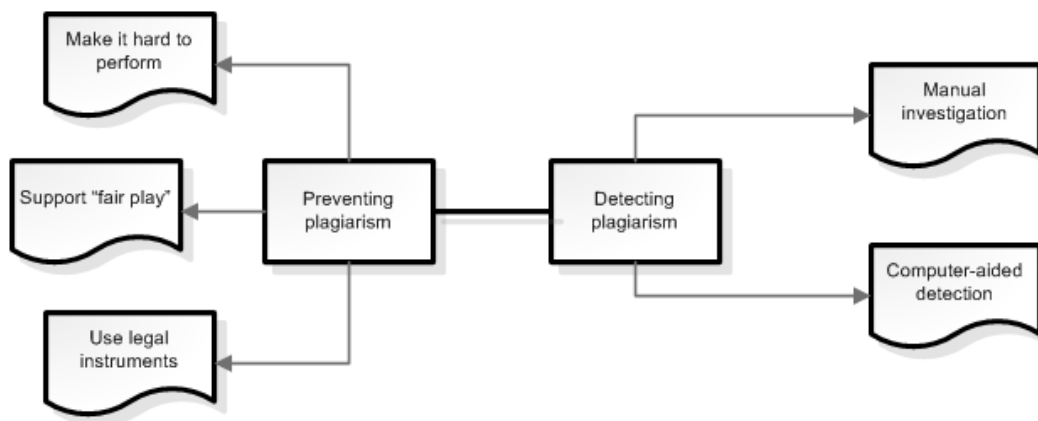 Make it hard to
perform
Support “fair play”
Use legal
instruments
Preventing
plagiarism
Detecting
plagiarism
Manual
investigation
Computer-aided
detection